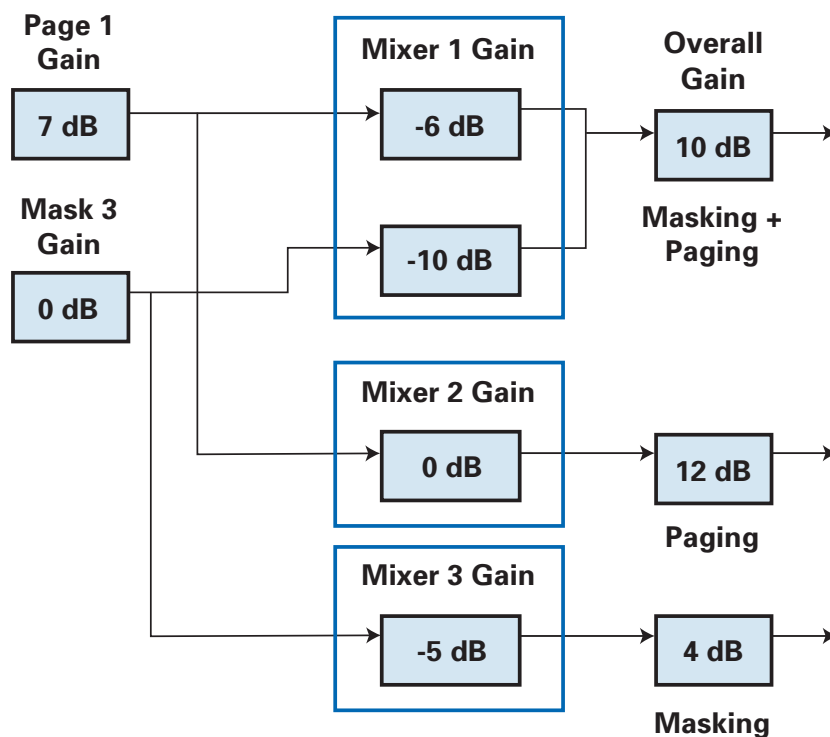 Page 1
Gain
7 dB
Mask 3
Gain
0 dB
Mixer 1 Gain
-6 dB
-10 dB
Overall
Gain
10 dB
Masking +
Paging
Mixer 2 Gain
0 dB
12 dB
Paging
Mixer 3 Gain
-5 dB
4 dB
Masking